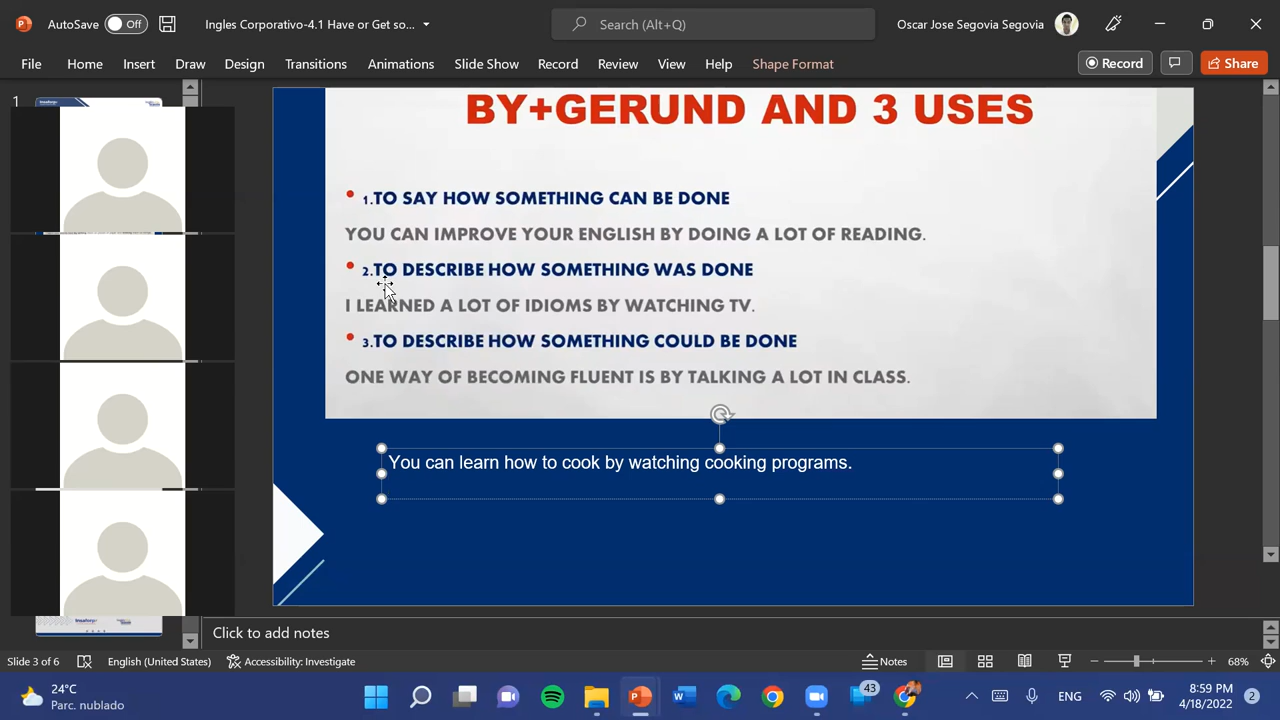 AutoSave Off
Ingles Corporativo-4.1 Have or Get so...
Search (Alt+Q)
Oscar Jose Segovia Segovia
File Home Insert Draw Design Transitions Animations Slide Show Record Review View Help Shape Format
Record
Share
1
BY+GERUND AND 3 USES
• 1.TO SAY HOW SOMETHING CAN BE DONE
YOU CAN IMPROVE YOUR ENGLISH BY DOING A LOT OF READING.
• 2.TO DESCRIBE HOW SOMETHING WAS DONE
I LEARNED A LOT OF IDIOMS BY WATCHING TV.
• 3.TO DESCRIBE HOW SOMETHING COULD BE DONE
ONE WAY OF BECOMING FLUENT IS BY TALKING A LOT IN CLASS.
You can learn how to cook by watching cooking programs.
Click to add notes
Slide 3 of 6
English (United States)
Accessibility: Investigate
Notes
68%
24°C
Parc. nublado
43
ENG
8:59 PM
4/18/2022
2